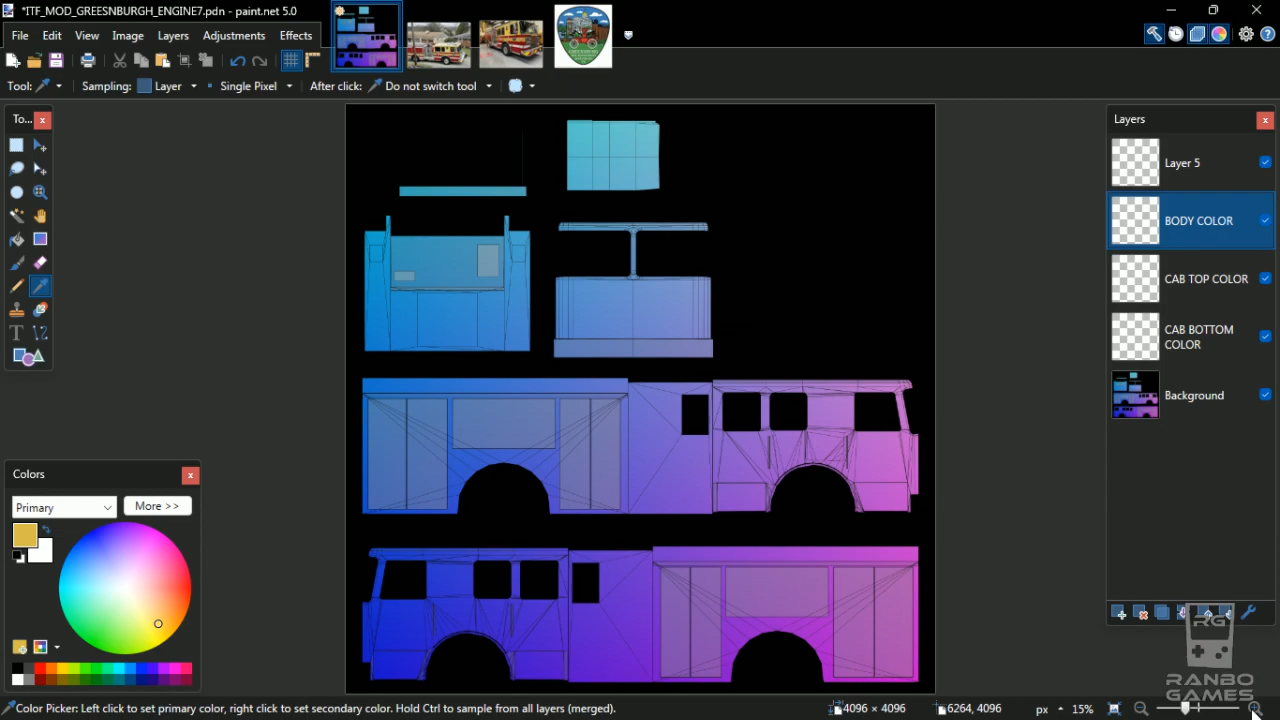 *ITF_MOD_GREESNBURGH_ENGINE7.pdn - paint.net 5.0
File Edit View Image Layers Adjustments Effects
Tool: Sampling: Layer Single Pixel After click: Do not switch tool
To...
Layers
Layer 5
BODY COLOR
CAB TOP COLOR
CAB BOTTOM
COLOR
Background
Colors
Primary
More >>
RG
RANBO
GAMES
Color Picker: Left click to set primary color, right click to set secondary color. Hold Ctrl to sample from all layers (merged). 4096 × 4096 6264, 4096 px 15%